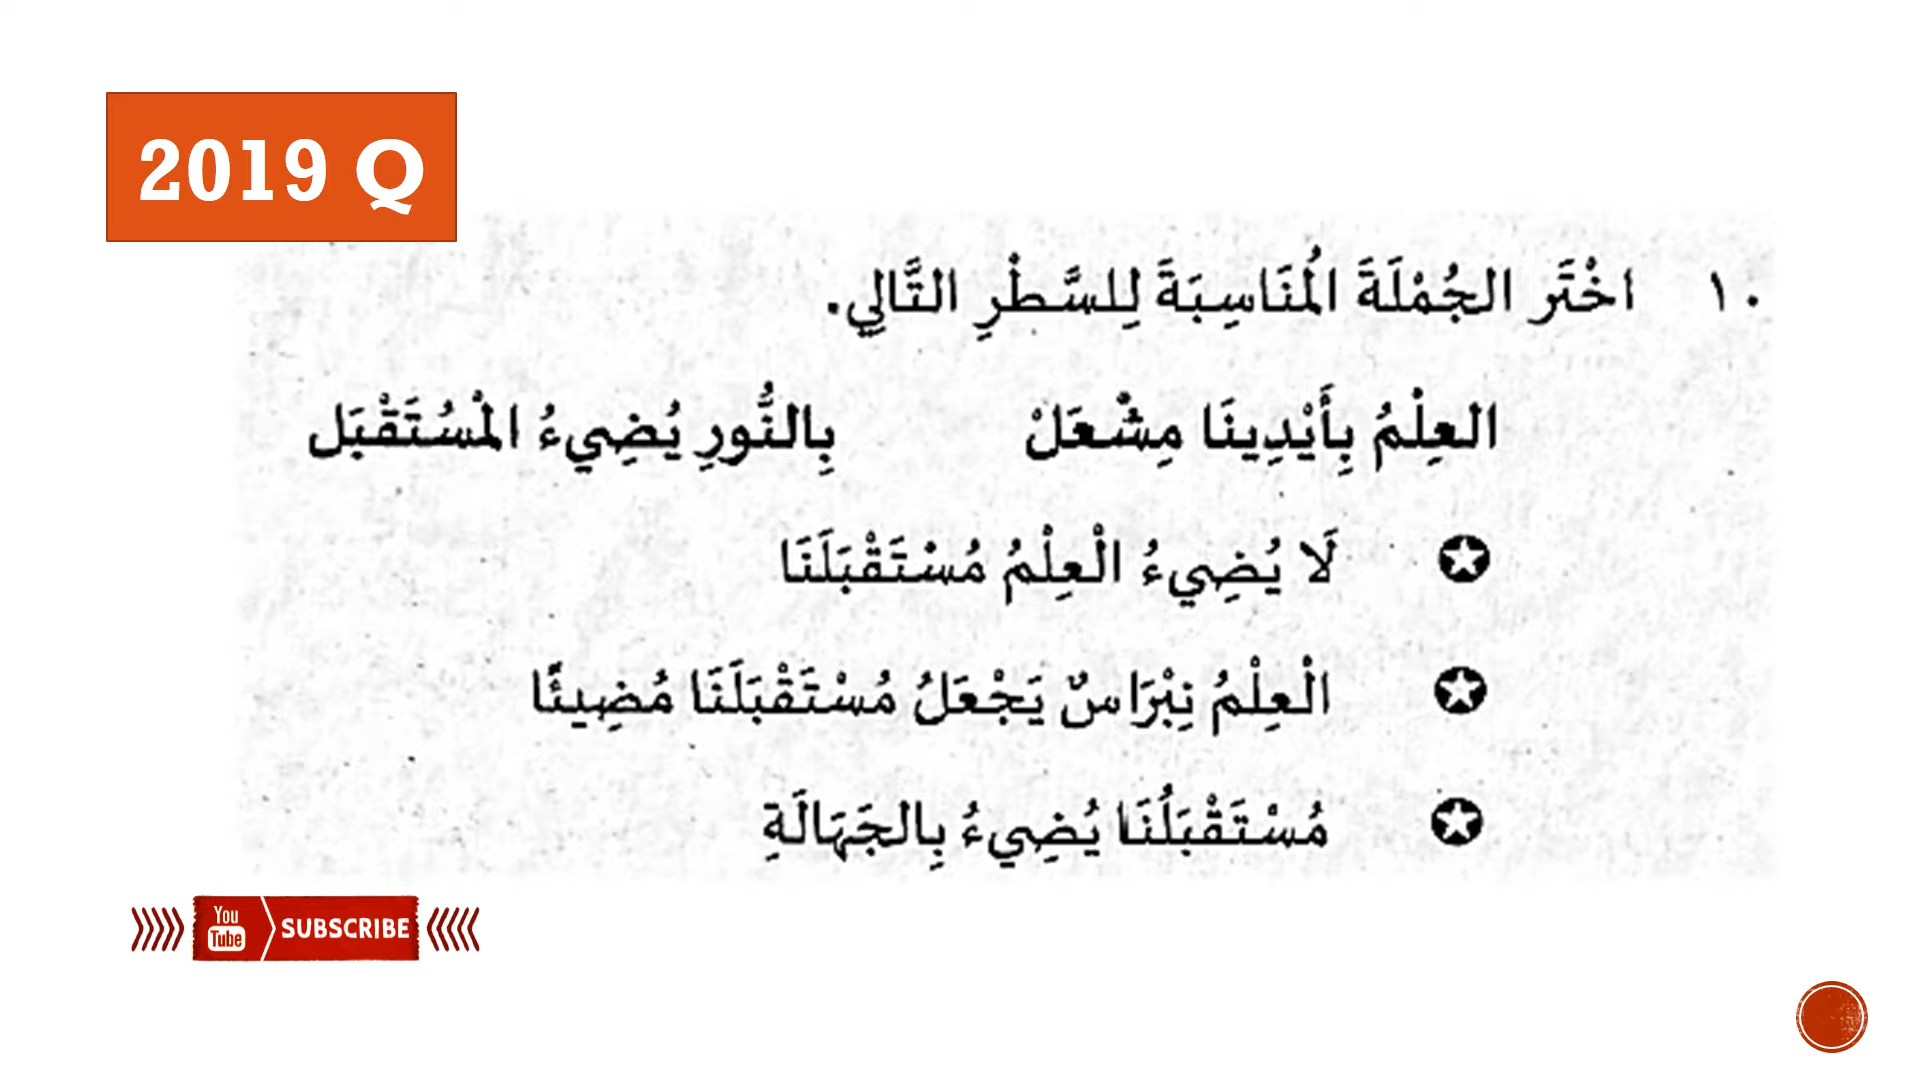 2019 Q
١٠ اخْتَرِ الجُمْلَةَ المُنَاسِبَةَ لِلسَّطْرِ التَّالِي.
العِلْمُ بِأَيْدِينَا مِشْعَلْ بِالنُّورِ يُضِيءُ الْمُسْتَقْبَل
لَا يُضِيءُ الْعِلْمُ مُسْتَقْبَلَنَا
الْعِلْمُ نِبْرَاسٌ يَجْعَلُ مُسْتَقْبَلَنَا مُضِيئًا
مُسْتَقْبَلُنَا يُضِيءُ بِالجَهَالَةِ
You Tube SUBSCRIBE